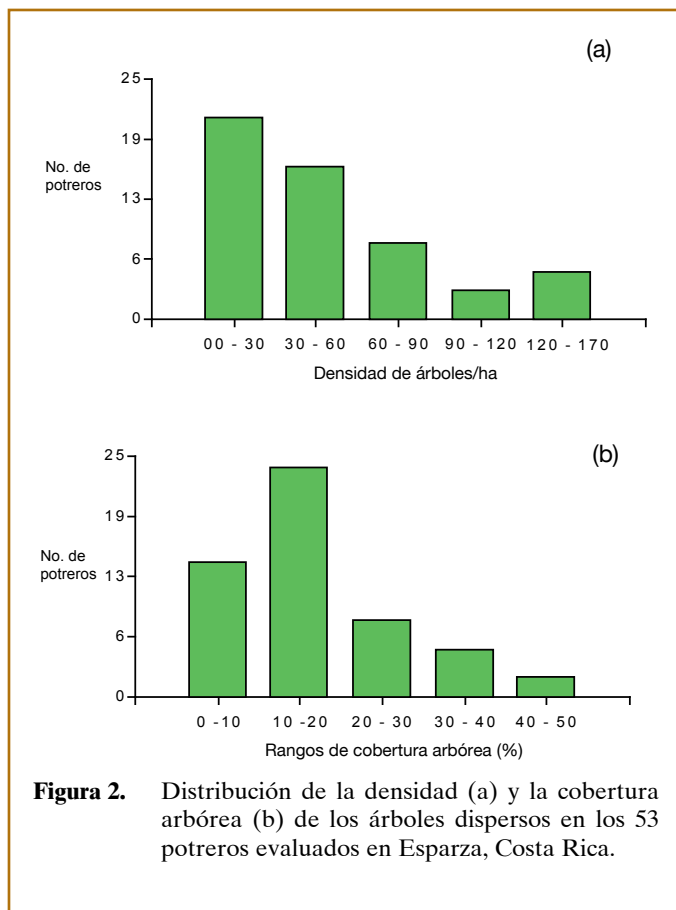 (a)
25
19
No. de
potreros
13
6
0
00 - 30 30 - 60 60 - 90 90 - 120 120 - 170
Densidad de árboles/ha
(b)
25
19
No. de
potreros
13
6
0
0 -10 10 -20 20 - 30 30 - 40 40 - 50
Rangos de cobertura arbórea (%)
Figura 2. Distribución de la densidad (a) y la cobertura
arbórea (b) de los árboles dispersos en los 53
potreros evaluados en Esparza, Costa Rica.